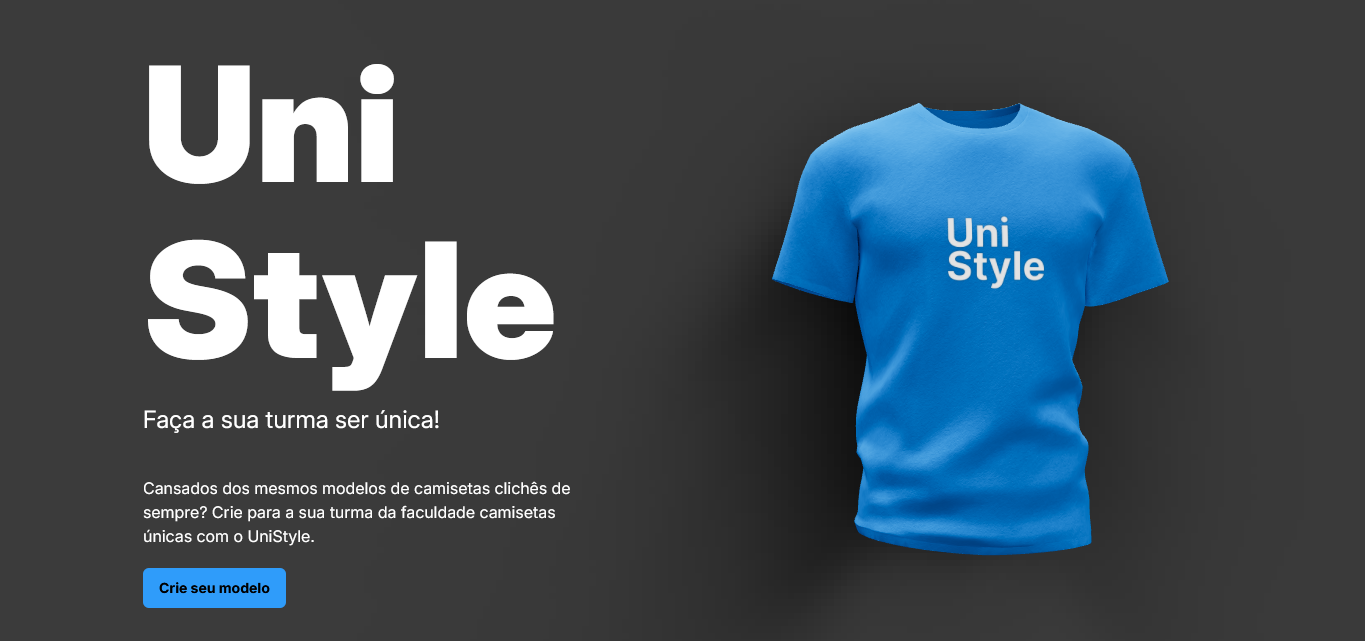 Uni
Style
Faça a sua turma ser única!
Cansados dos mesmos modelos de camisetas clichês de
sempre? Crie para a sua turma da faculdade camisetas
únicas com o UniStyle.
Crie seu modelo
Uni
Style